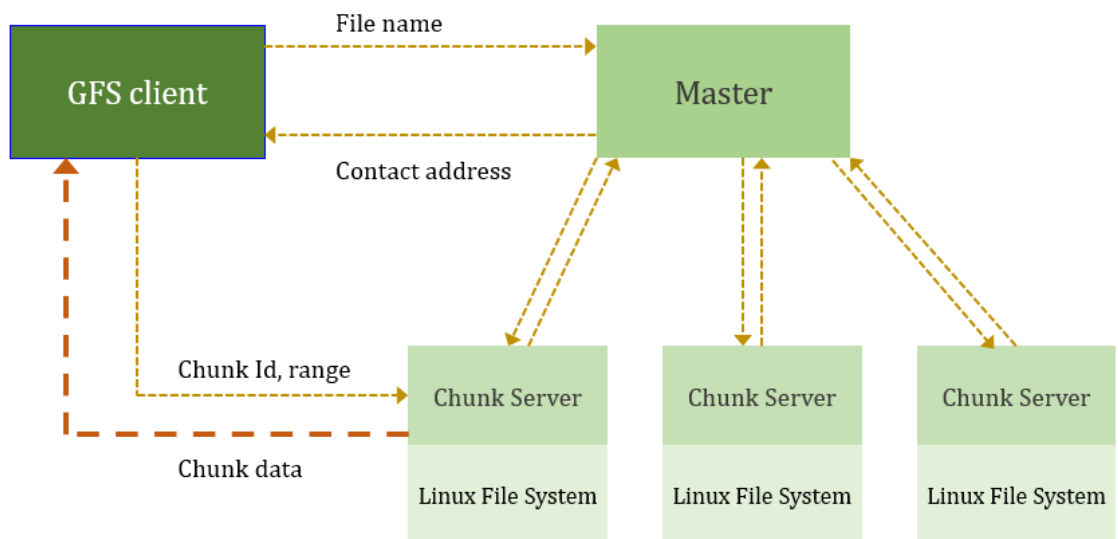 File name
GFS client
Master
Contact address
Chunk Id, range
Chunk Server
Chunk Server
Chunk Server
Chunk data
Linux File System
Linux File System
Linux File System